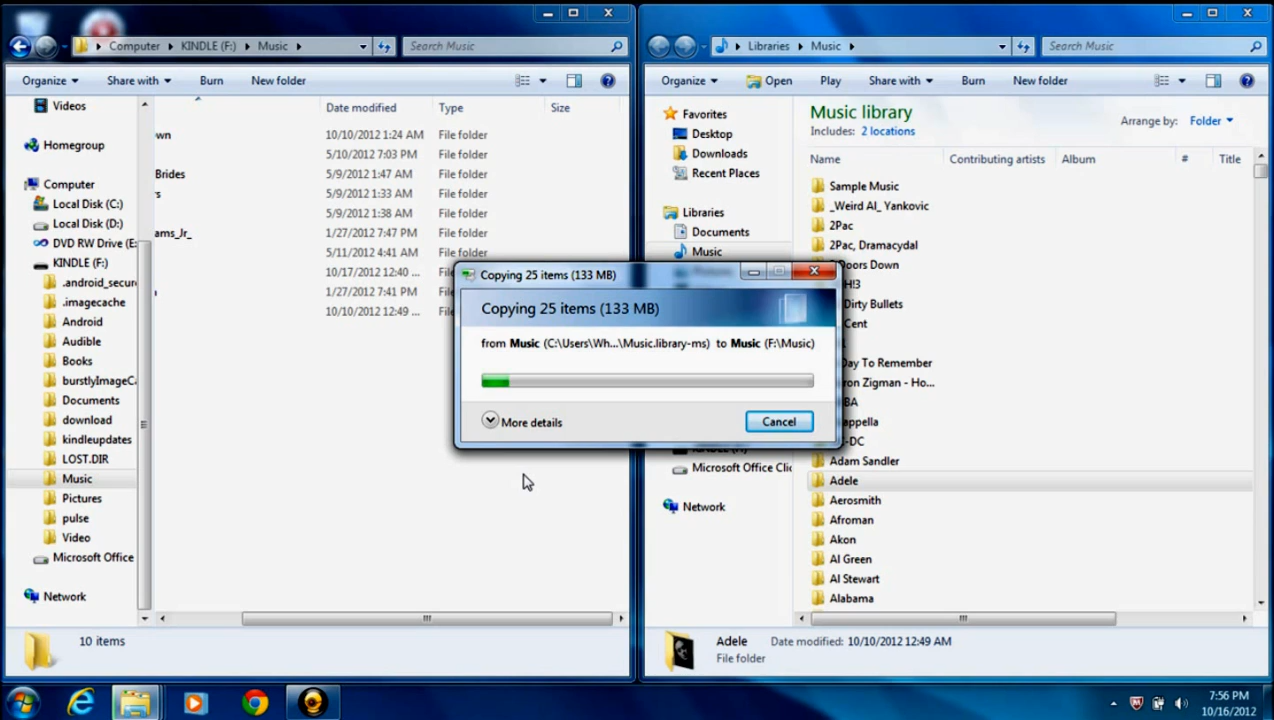 Computer KINDLE (F:) Music
Search Music
Organize Share with Burn New folder
Videos
Homegroup
Computer
Local Disk (C:)
Local Disk (D:)
DVD RW Drive (E:
KINDLE (F:)
.android_secure
.imagecache
Android
Audible
Books
burstlyImageCa
Documents
download
kindleupdates
LOST.DIR
Music
Pictures
pulse
Video
Microsoft Office
Network
Date modified Type Size
wn 10/10/2012 1:24 AM File folder
5/10/2012 7:03 PM File folder
Brides 5/9/2012 1:47 AM File folder
s 5/9/2012 1:33 AM File folder
5/9/2012 1:38 AM File folder
ams_Jr_ 1/27/2012 7:47 PM File folder
5/11/2012 4:41 AM File folder
10/17/2012 12:40 ... File
1/27/2012 7:41 PM File
10/10/2012 12:49 ... File
10 items
Copying 25 items (133 MB)
Copying 25 items (133 MB)
from Music (C:\Users\Wh...\Music.library-ms) to Music (F:\Music)
More details Cancel
Libraries Music
Search Music
Organize Open Play Share with Burn New folder
Favorites
Desktop
Downloads
Recent Places
Libraries
Documents
Music
Microsoft Office Clic
Network
Music library
Includes: 2 locations
Arrange by: Folder
Name Contributing artists Album # Title
Sample Music
_Weird Al_ Yankovic
2Pac
2Pac, Dramacydal
Doors Down
H!3
Dirty Bullets
Cent
Day To Remember
ron Zigman - Ho...
BA
appella
-DC
Adam Sandler
Adele
Aerosmith
Afroman
Akon
Al Green
Al Stewart
Alabama
Adele Date modified: 10/10/2012 12:49 AM
File folder
7:56 PM
10/16/2012